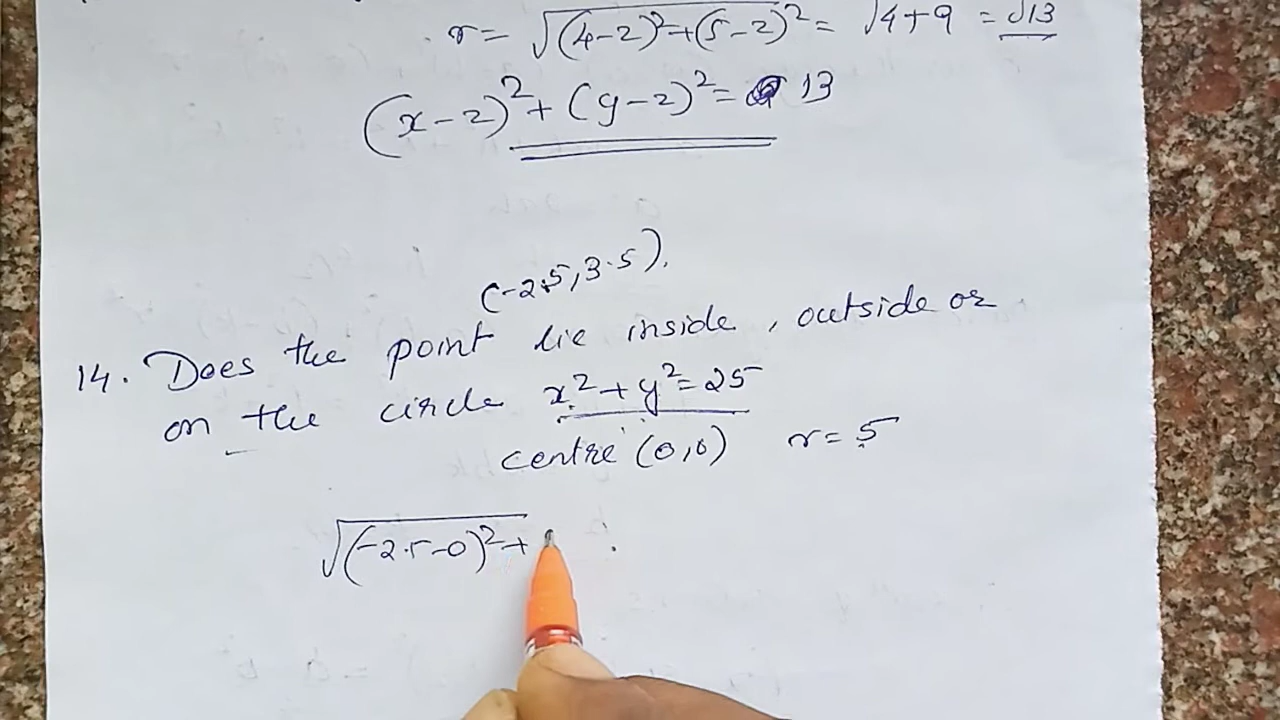 r = √(4-2)²+(5-2)² = √4+9 = √13
(x-2)²+(y-2)² = 13
(-2.5,3.5).
14. Does the point lie inside, outside or
on the circle x²+y²=25
centre (0,0) r=5
√(-2.5-0)²+